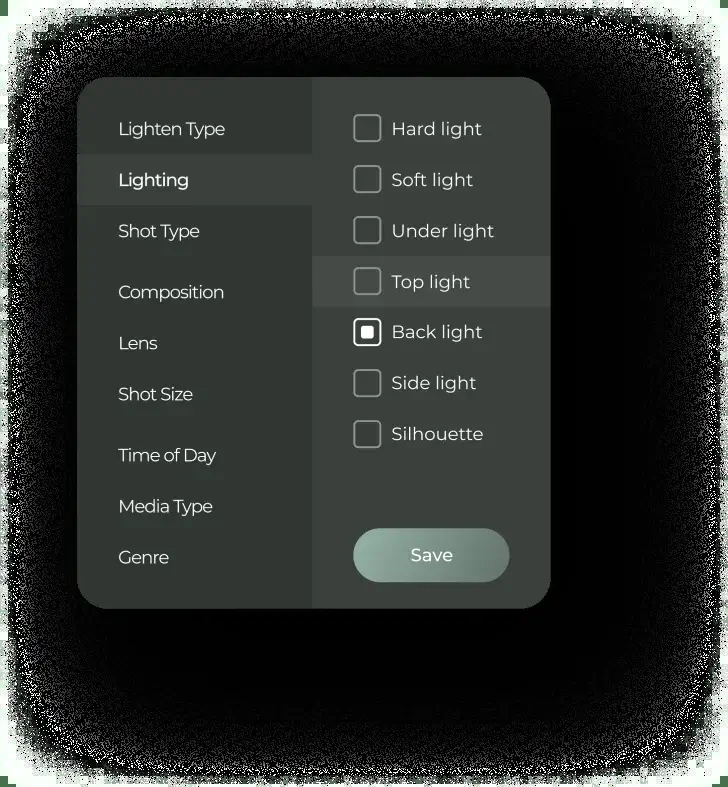 Lighten Type
Lighting
Shot Type
Composition
Lens
Shot Size
Time of Day
Media Type
Genre
Hard light
Soft light
Under light
Top light
Back light
Side light
Silhouette
Save